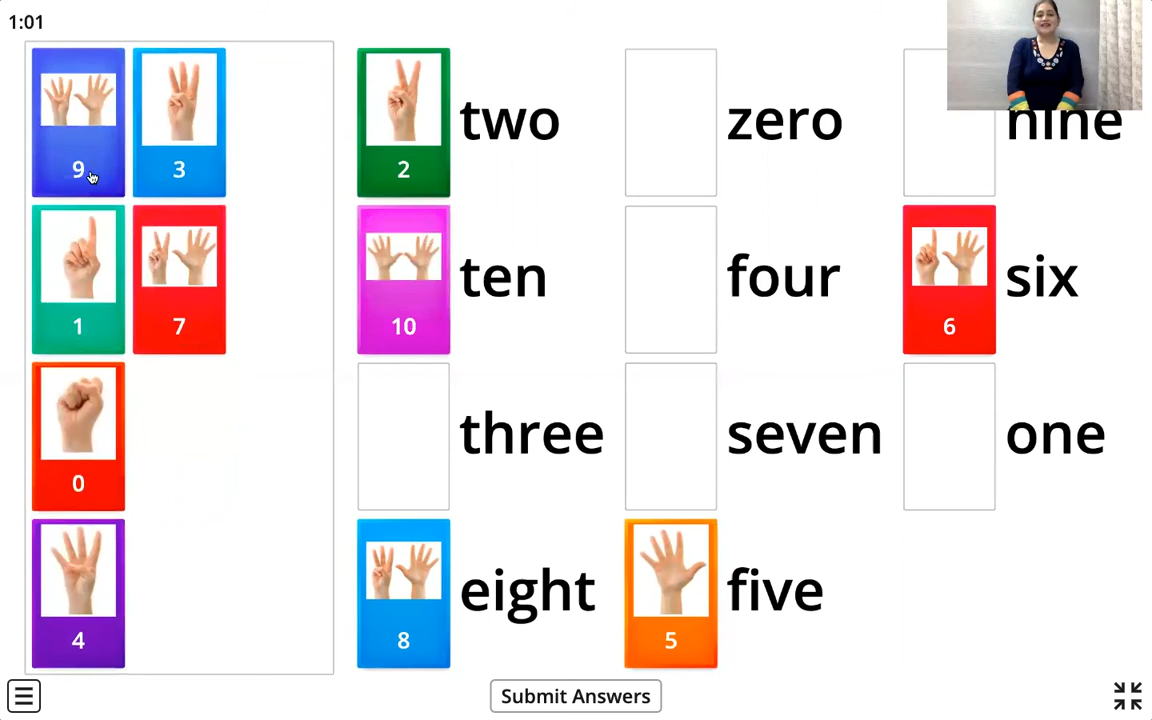 1:01
9 3 2 two zero nine
1 7 10 ten four 6 six
0 three seven one
4 8 eight 5 five
Submit Answers